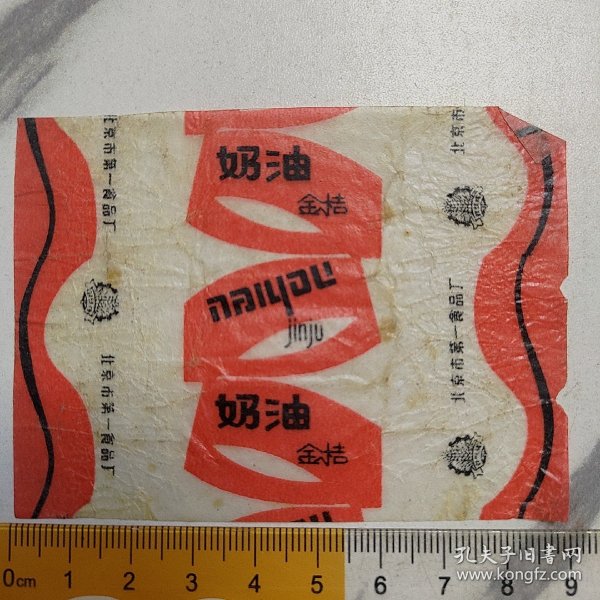 北京市第一食品厂
北京市
奶油
金桔
naiyou
jinju
北京市第一食品厂
北京市第一食品厂
奶油
金桔
0cm 1 2 3 4 5 6 7 8 9
孔夫子旧书网
www.kongfz.com